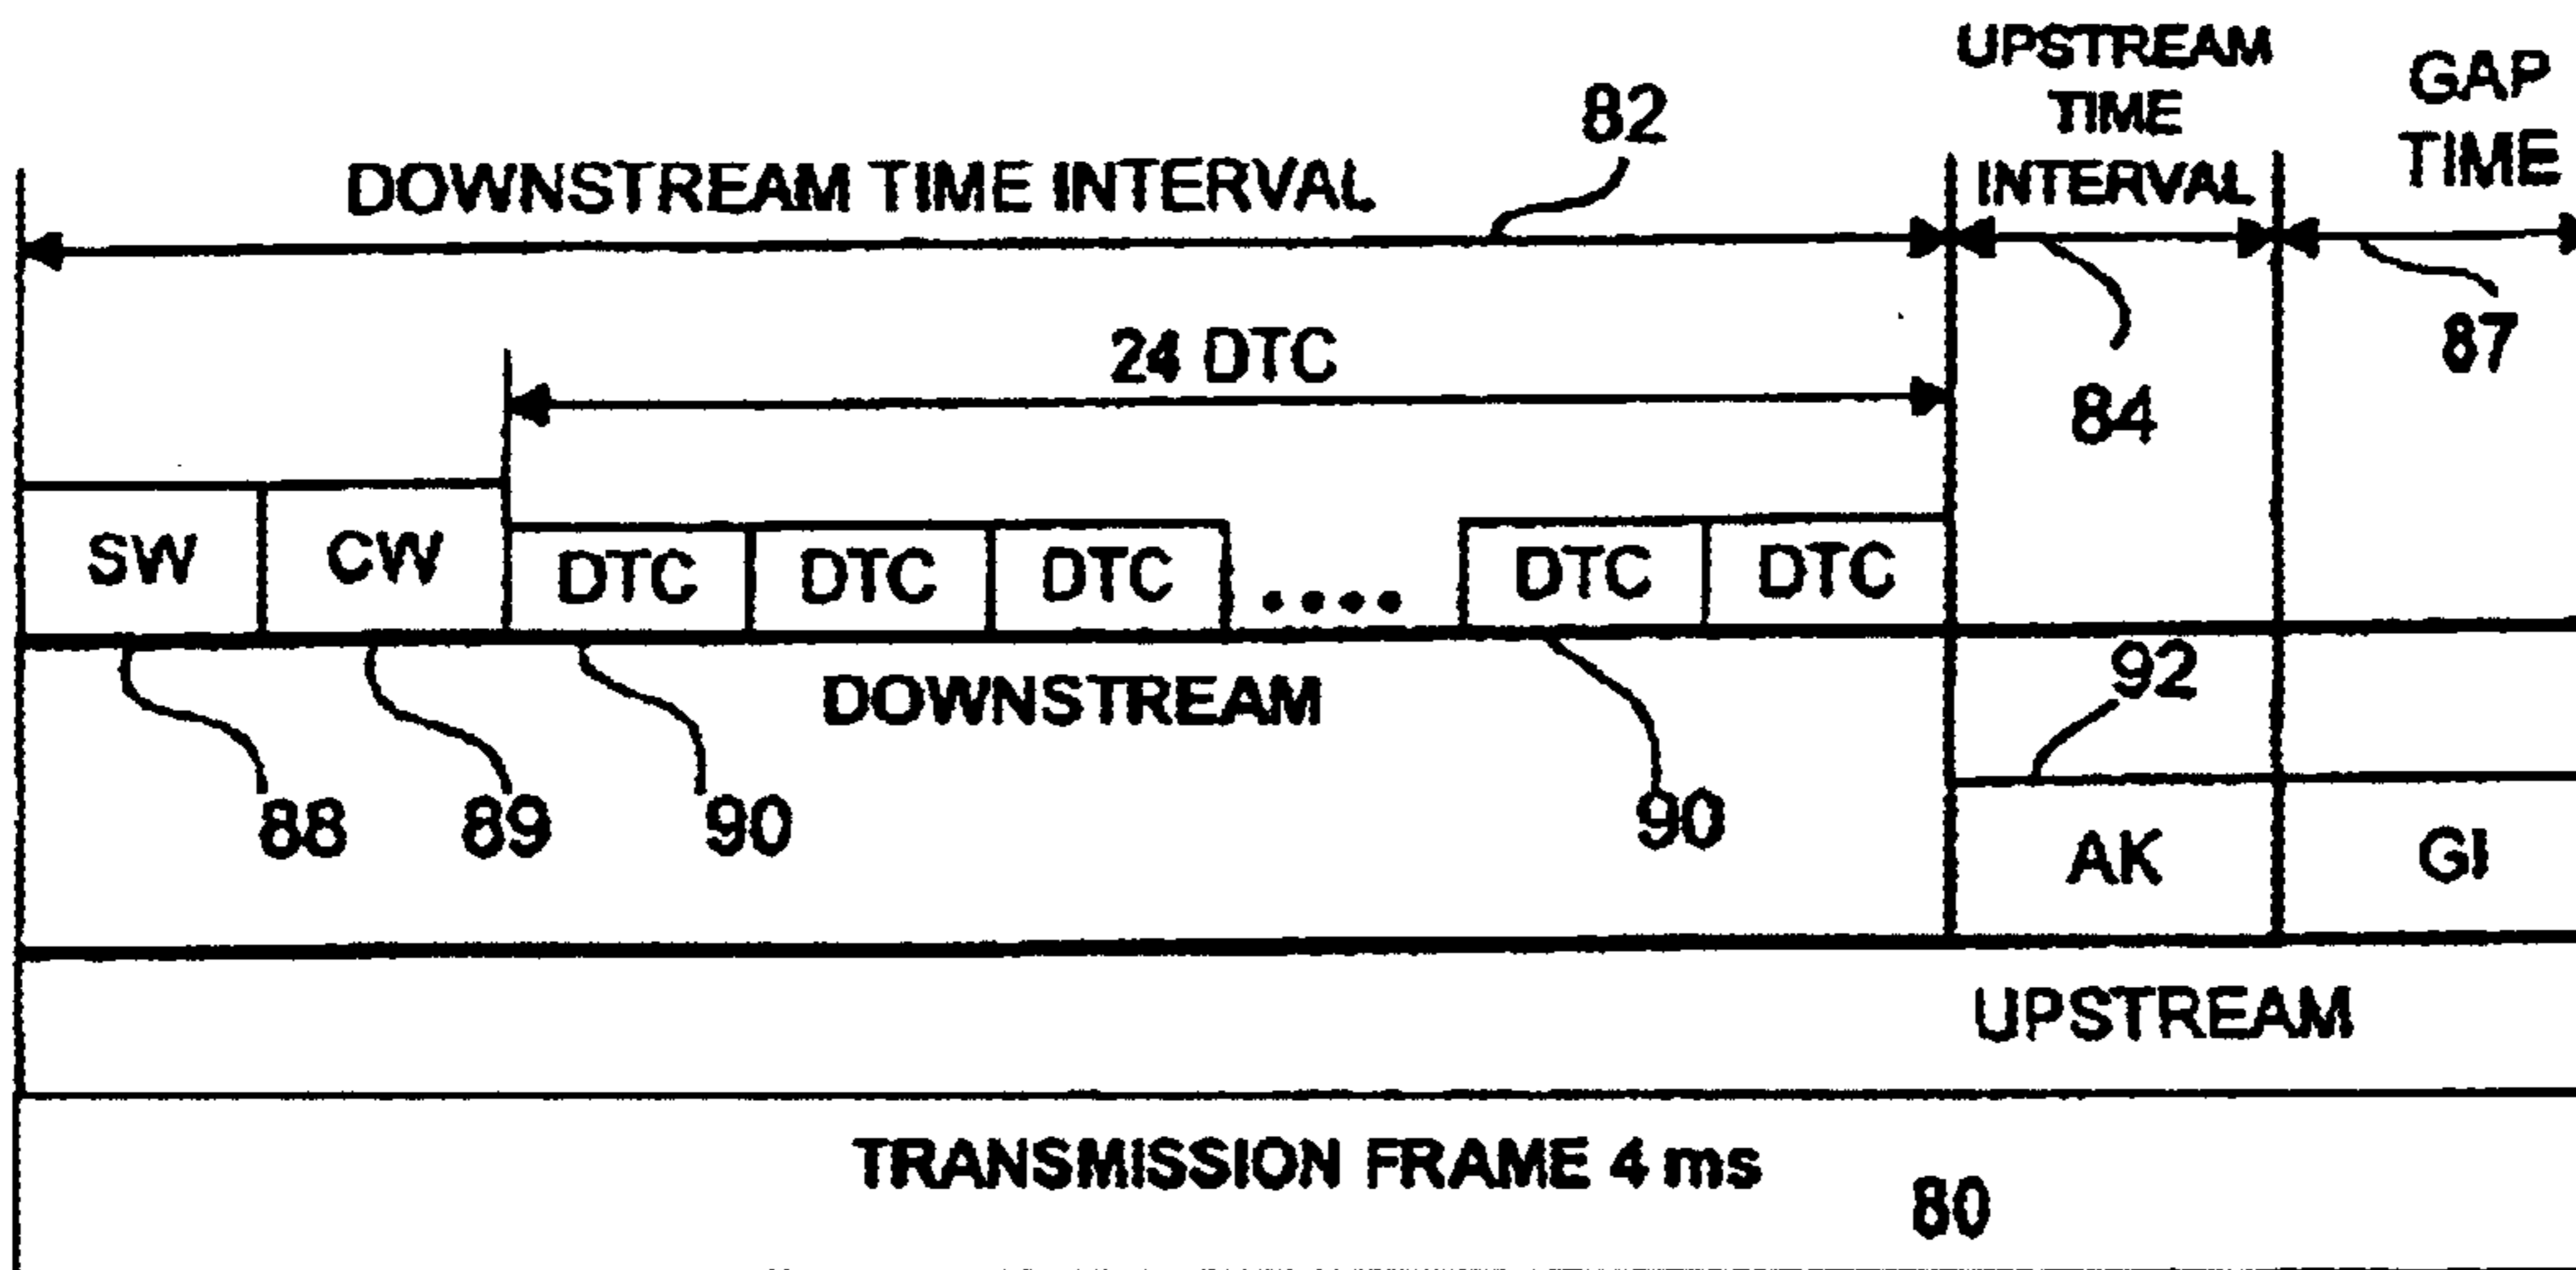 UPSTREAM
TIME
INTERVAL
GAP
TIME
82
DOWNSTREAM TIME INTERVAL
24 DTC
87
84
SW CW DTC DTC DTC .... DTC DTC
92
DOWNSTREAM
88 89 90 90
AK GI
UPSTREAM
TRANSMISSION FRAME 4 ms
80